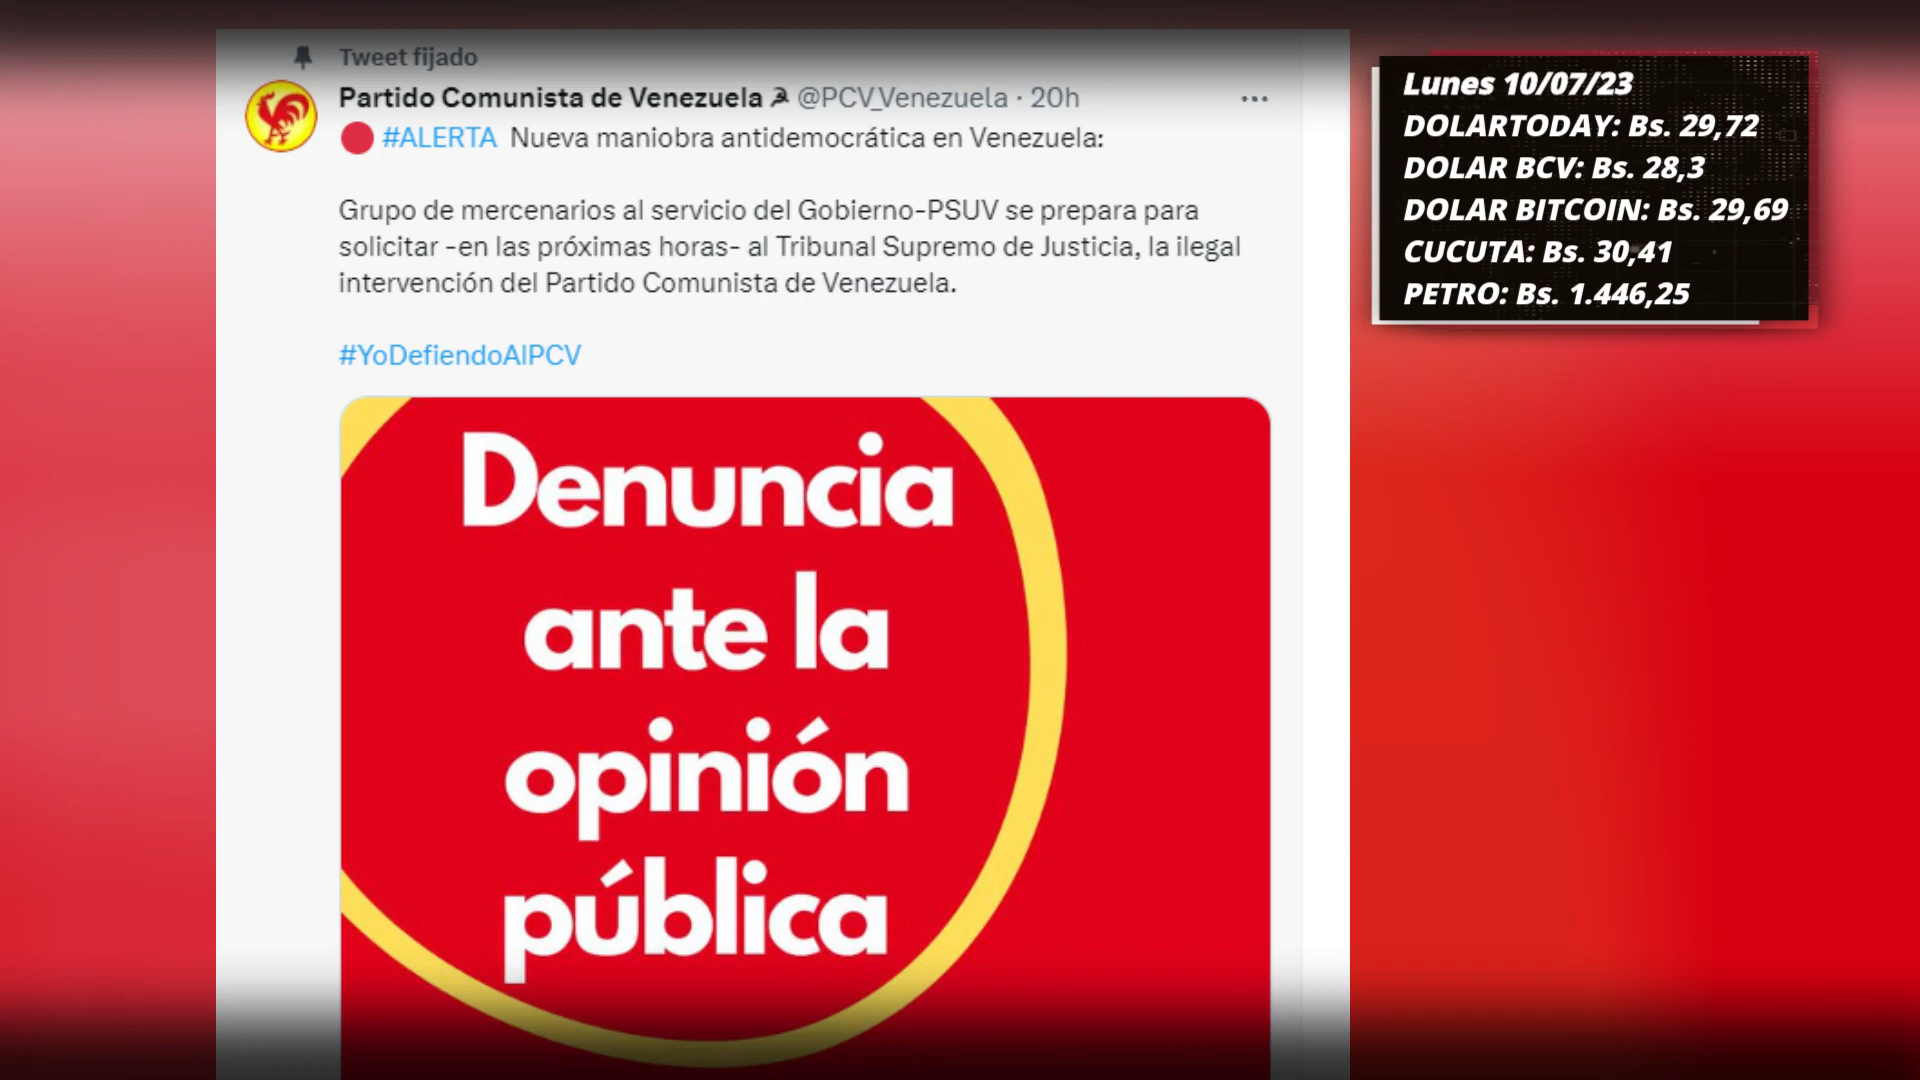 Tweet fijado
Partido Comunista de Venezuela ☭ @PCV_Venezuela · 20h
🔴 #ALERTA Nueva maniobra antidemocrática en Venezuela:
Grupo de mercenarios al servicio del Gobierno-PSUV se prepara para
solicitar -en las próximas horas- al Tribunal Supremo de Justicia, la ilegal
intervención del Partido Comunista de Venezuela.
#YoDefiendoAlPCV
Denuncia
ante la
opinión
pública
Lunes 10/07/23
DOLARTODAY: Bs. 29,72
DOLAR BCV: Bs. 28,3
DOLAR BITCOIN: Bs. 29,69
CUCUTA: Bs. 30,41
PETRO: Bs. 1.446,25